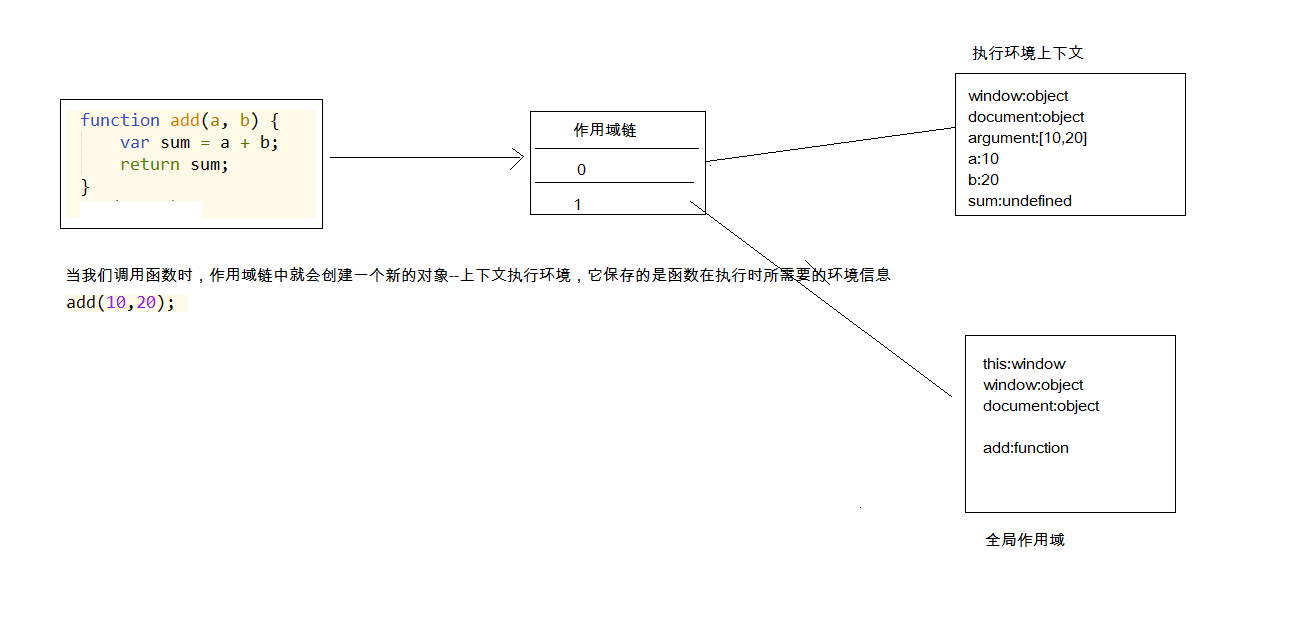 function add(a, b) {
var sum = a + b;
return sum;
}
作用域链
0
1
执行环境上下文
window:object
document:object
argument:[10,20]
a:10
b:20
sum:undefined
当我们调用函数时，作用域链中就会创建一个新的对象--上下文执行环境，它保存的是函数在执行时所需要的环境信息
add(10,20);
this:window
window:object
document:object
add:function
全局作用域